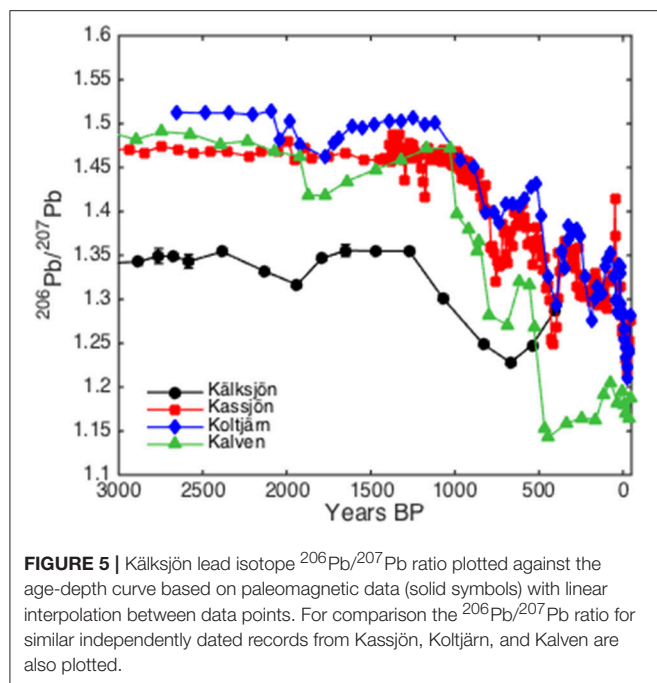 1.6
1.55
1.5
1.45
1.4
1.35
1.3
1.25
1.2
1.15
1.1
206Pb/207Pb
Kälksjön
Kassjön
Koltjärn
Kalven
3000 2500 2000 1500 1000 500 0
Years BP
FIGURE 5 | Kälksjön lead isotope 206Pb/207Pb ratio plotted against the
age-depth curve based on paleomagnetic data (solid symbols) with linear
interpolation between data points. For comparison the 206Pb/207Pb ratio for
similar independently dated records from Kassjön, Koltjärn, and Kalven are
also plotted.